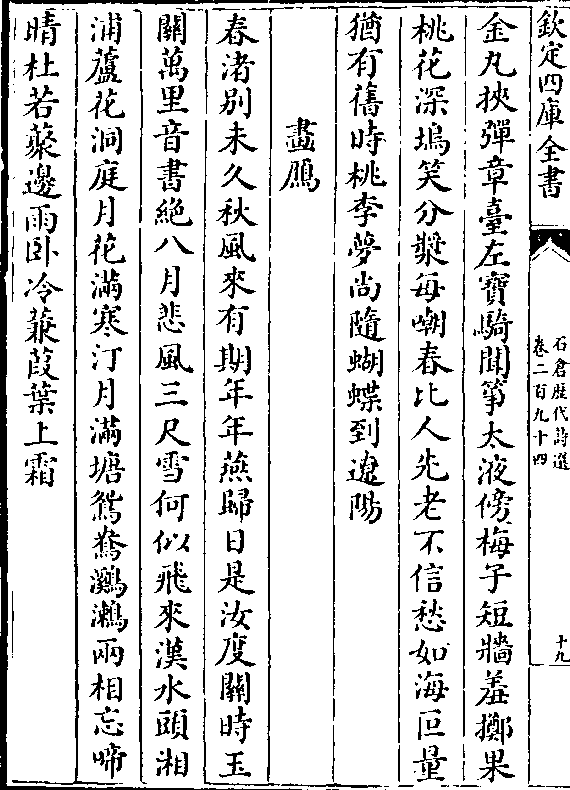 欽定四庫全書
石倉歷代詩選
卷二百九十四
十九
金丸挾彈章臺左寶騎聞筝太液傍梅子短牆羞擲果
桃花深塢笑分漿每嘲春比人先老不信愁如海叵量
猶有舊時桃李夢尚隨蝴蝶到遼陽
畫鴈
春渚别未久秋風來有期年年燕歸日是汝度關時玉
關萬里音書絶八月悲風三尺雪何似飛來漢水頭湘
浦蘆花洞庭月花滿寒汀月滿塘鴛鴦鸂鶒兩相忘啼
晴杜若藂邊雨卧冷蒹葭葉上霜